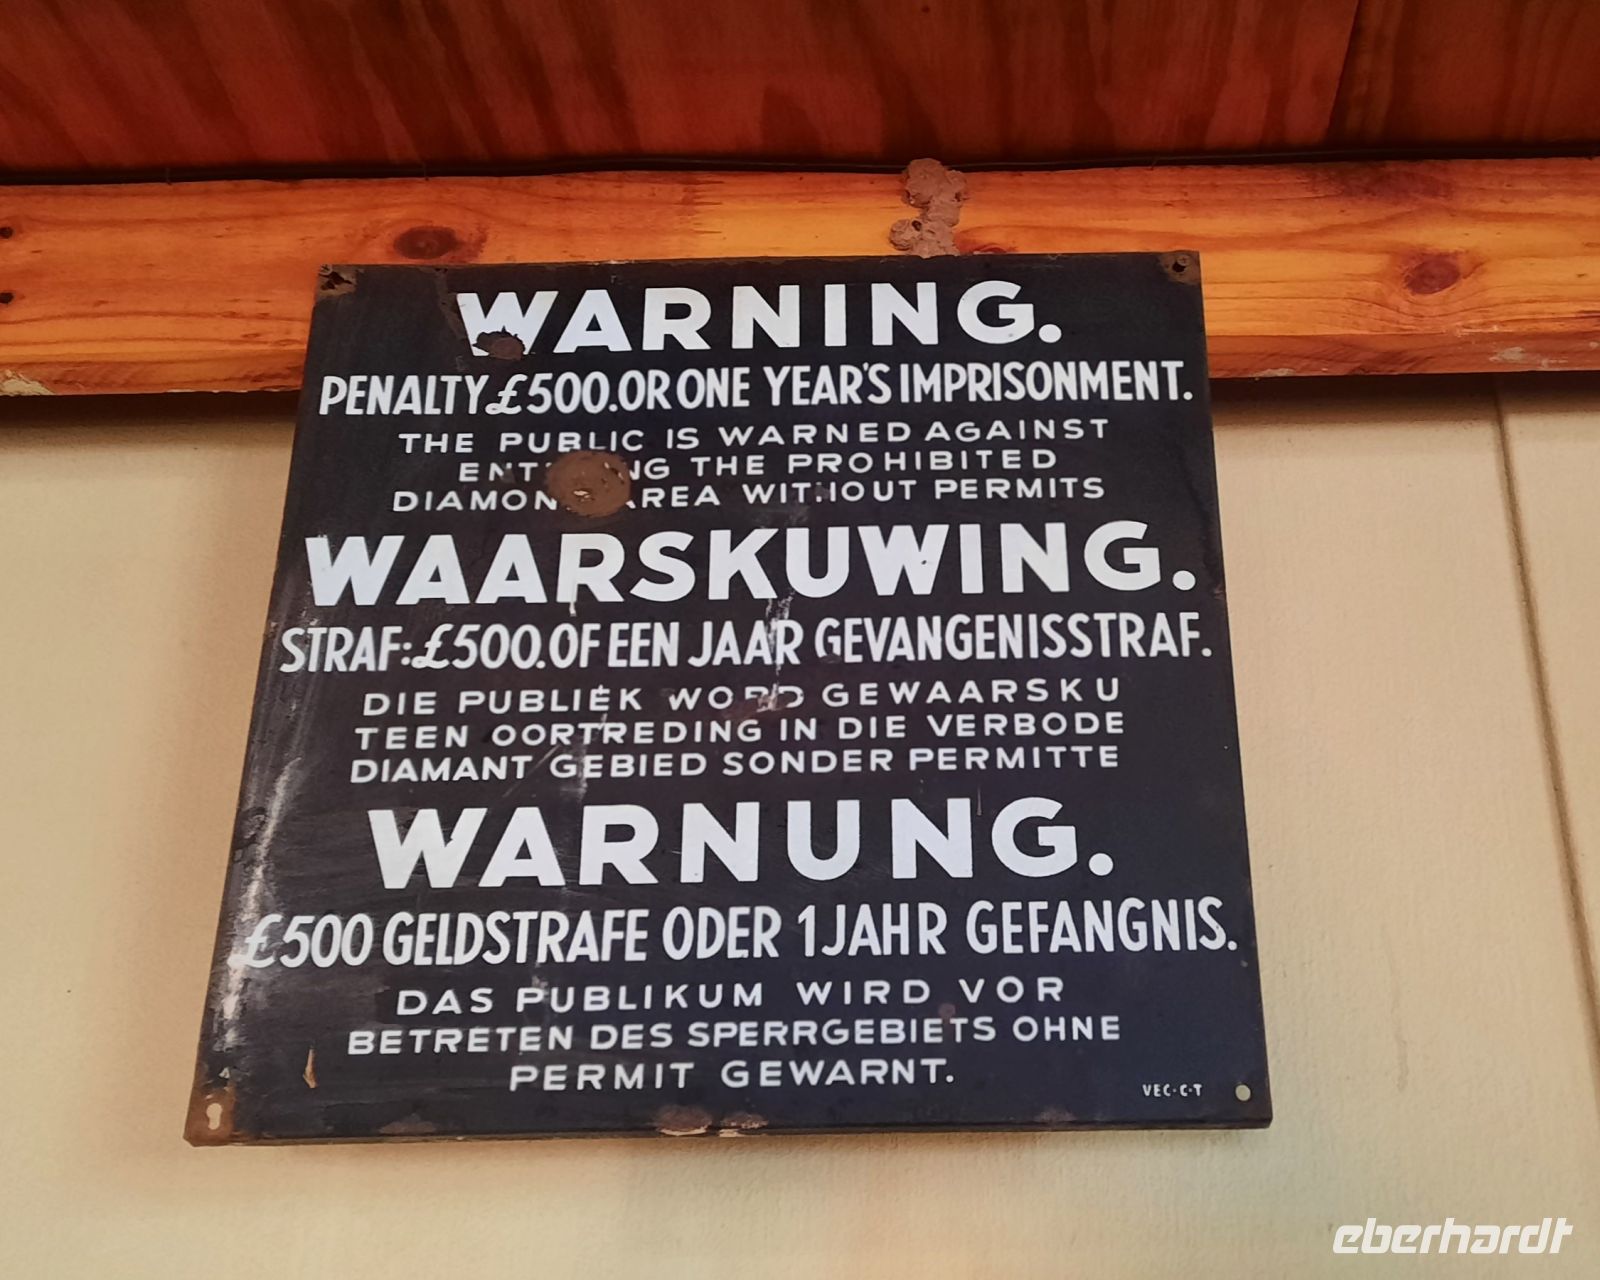 WARNING.
PENALTY £500. OR ONE YEAR'S IMPRISONMENT.
THE PUBLIC IS WARNED AGAINST
THE PROHIBITED
AREA WITHOUT PERMITS
WAARSKUWING.
STRAF: £500. OF EEN JAAR GEVANGENISSTRAF.
DIE PUBLIEK WORD GEWAARSKU
TEEN OORTREDING IN DIE VERBODE
DIAMANT GEBIED SONDER PERMITTE
WARNUNG.
£500 GELDSTRAFE ODER 1 JAHR GEFANGNIS.
DAS PUBLIKUM WIRD VOR
BETRETEN DES SPERRGEBIETS OHNE
PERMIT GEWARNT.
VEC·C·T
eberhardt